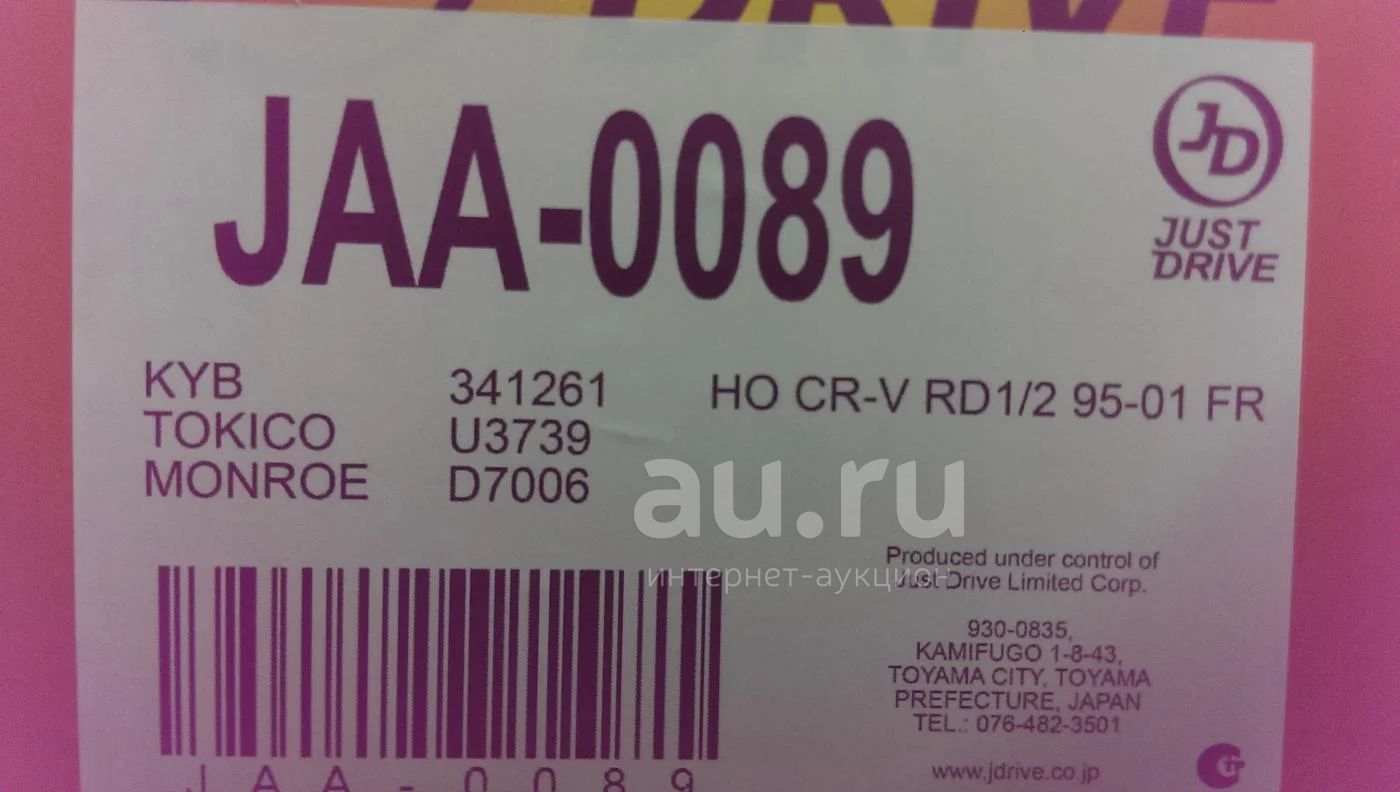 DRIVE
JAA-0089
JD
JUST
DRIVE
KYB 341261 HO CR-V RD1/2 95-01 FR
TOKICO U3739
MONROE D7006
au.ru
интернет-аукцион
Produced under control of
Just Drive Limited Corp.
930-0835,
KAMIFUGO 1-8-43,
TOYAMA CITY, TOYAMA
PREFECTURE, JAPAN
TEL.: 076-482-3501
www.jdrive.co.jp
JAA-0089